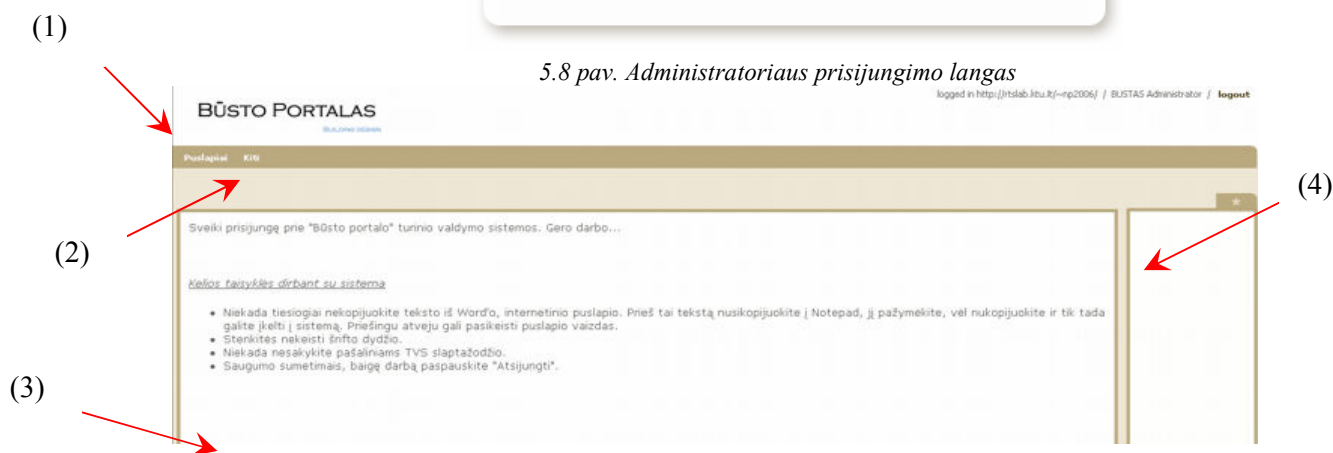 (1)
5.8 pav. Administratoriaus prisijungimo langas
logged in http://rtslab.ktu.lt/~np2006/ / BUSTAS Administrator / logout
BŪSTO PORTALAS
BUILDING DESIGN
Puslapiai Kiti
(4)
(2)
Sveiki prisijungę prie "Būsto portalo" turinio valdymo sistemos. Gero darbo...
Kelios taisyklės dirbant su sistema
• Niekada tiesiogiai nekopijuokite teksto iš Word'o, internetinio puslapio. Prieš tai tekstą nusikopijuokite į Notepad, jį pažymėkite, vėl nukopijuokite ir tik tada
galite įkelti į sistemą. Priešingu atveju gali pasikeisti puslapio vaizdas.
• Stenkitės nekeisti šrifto dydžio.
• Niekada nesakykite pašaliniams TVS slaptažodžio.
• Saugumo sumetimais, baigę darbą paspauskite "Atsijungti".
(3)